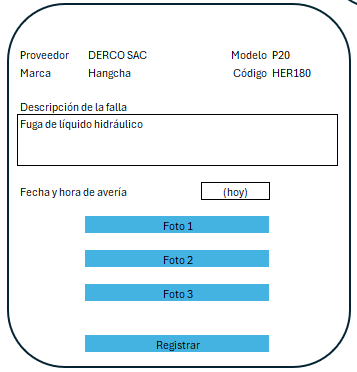 Proveedor DERCO SAC Modelo P20
Marca Hangcha Código HER180
Descripción de la falla
Fuga de líquido hidráulico
Fecha y hora de avería (hoy)
Foto 1
Foto 2
Foto 3
Registrar